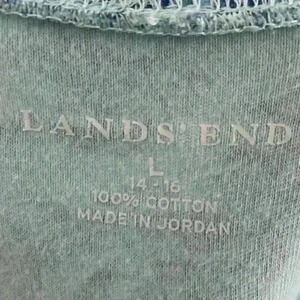 LANDS' END
L
14 - 16
100% COTTON
MADE IN JORDAN